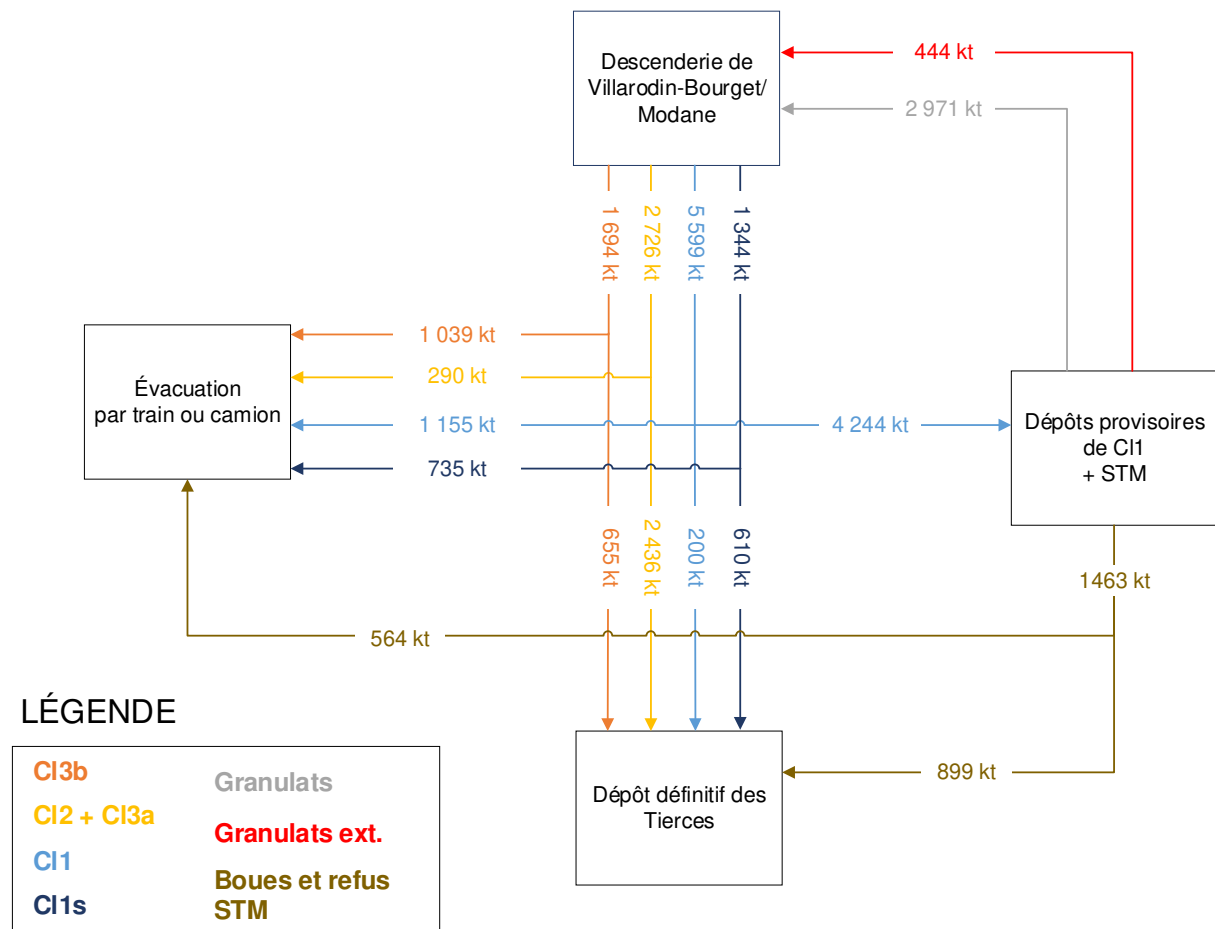 Descenderie de
Villarodin-Bourget/
Modane
444 kt
2 971 kt
1 694 kt
2 726 kt
5 599 kt
1 344 kt
Évacuation
par train ou camion
1 039 kt
290 kt
1 155 kt
735 kt
4 244 kt
Dépôts provisoires
de Cl1
+ STM
655 kt
2 436 kt
200 kt
610 kt
1463 kt
564 kt
899 kt
Dépôt définitif des
Tierces
LÉGENDE
Cl3b
Cl2 + Cl3a
Cl1
Cl1s
Granulats
Granulats ext.
Boues et refus
STM